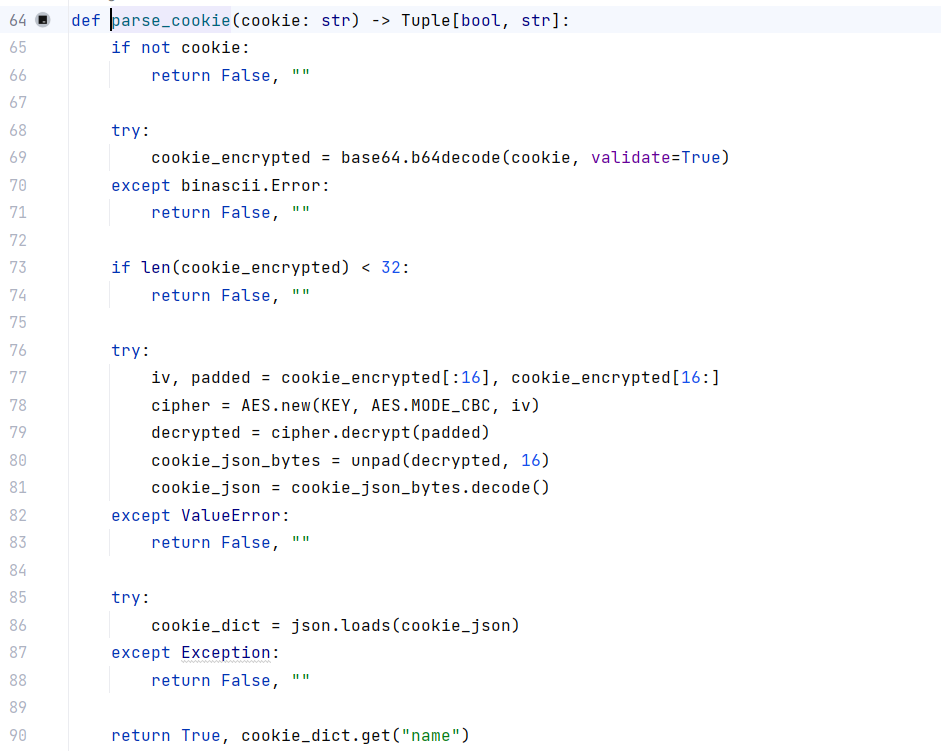 64 def parse_cookie(cookie: str) -> Tuple[bool, str]:
65     if not cookie:
66         return False, ""
67
68     try:
69         cookie_encrypted = base64.b64decode(cookie, validate=True)
70     except binascii.Error:
71         return False, ""
72
73     if len(cookie_encrypted) < 32:
74         return False, ""
75
76     try:
77         iv, padded = cookie_encrypted[:16], cookie_encrypted[16:]
78         cipher = AES.new(KEY, AES.MODE_CBC, iv)
79         decrypted = cipher.decrypt(padded)
80         cookie_json_bytes = unpad(decrypted, 16)
81         cookie_json = cookie_json_bytes.decode()
82     except ValueError:
83         return False, ""
84
85     try:
86         cookie_dict = json.loads(cookie_json)
87     except Exception:
88         return False, ""
89
90     return True, cookie_dict.get("name")